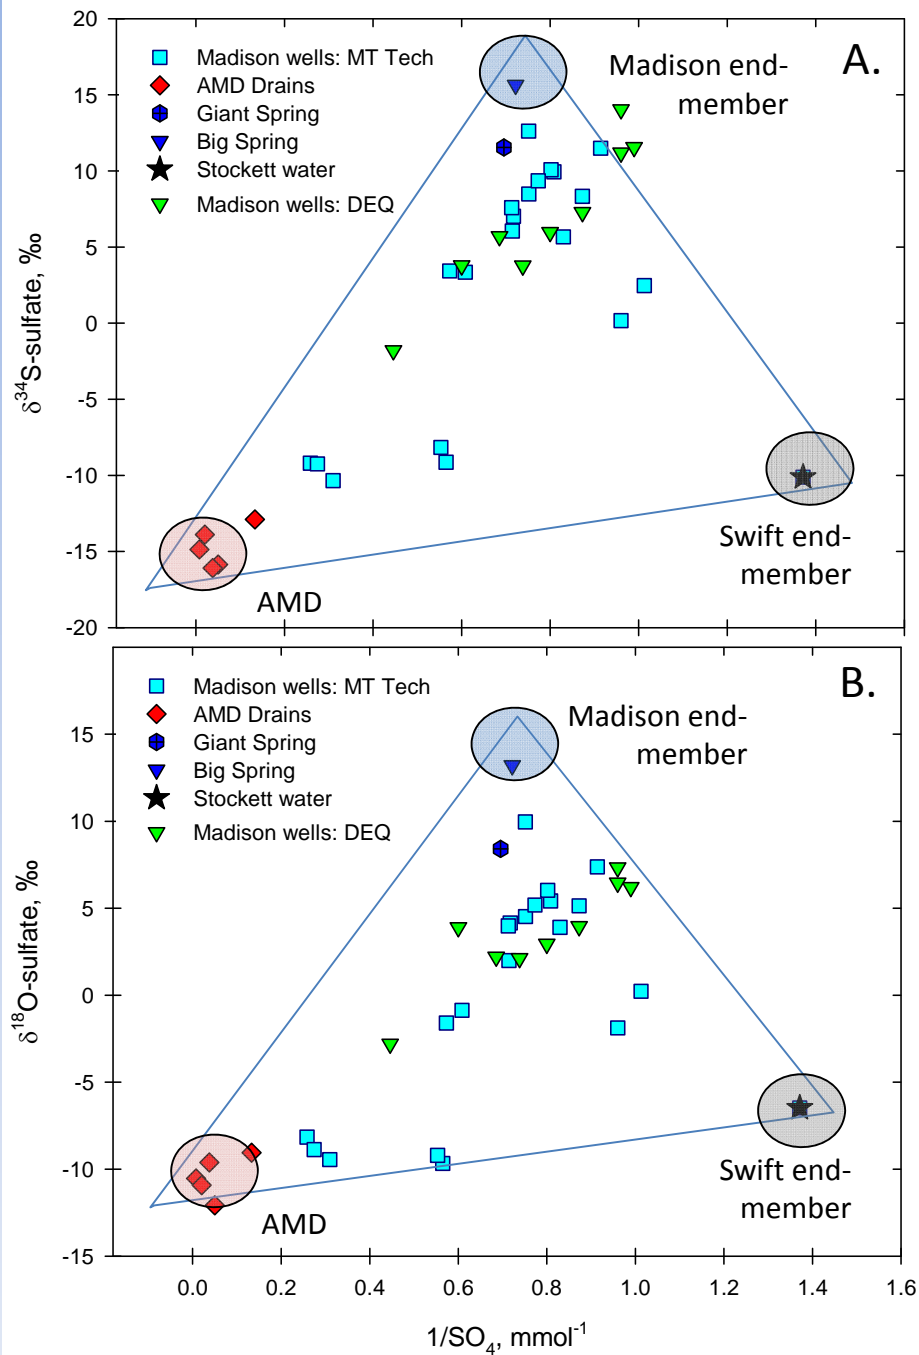 20
15
10
5
0
-5
-10
-15
-20
δ³⁴S-sulfate, ‰
Madison wells: MT Tech
AMD Drains
Giant Spring
Big Spring
Stockett water
Madison wells: DEQ
A.
Madison end-
member
Swift end-
member
AMD
15
10
5
0
-5
-10
-15
δ¹⁸O-sulfate, ‰
Madison wells: MT Tech
AMD Drains
Giant Spring
Big Spring
Stockett water
Madison wells: DEQ
B.
Madison end-
member
Swift end-
member
AMD
0.0 0.2 0.4 0.6 0.8 1.0 1.2 1.4 1.6
1/SO₄, mmol⁻¹